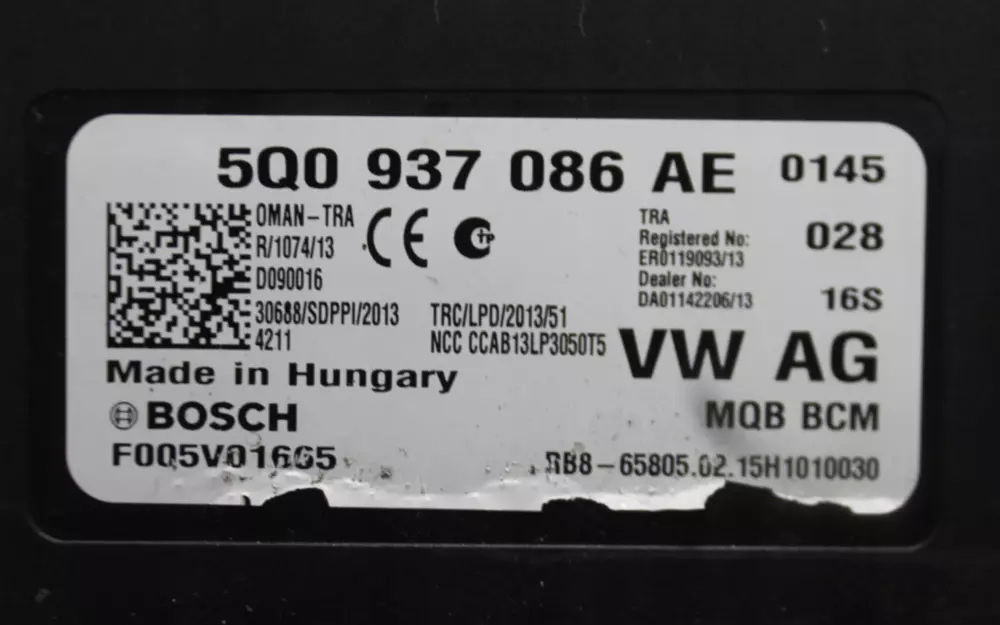 5Q0 937 086 AE 0145
OMAN-TRA
R/1074/13
D090016
CE
TRA
Registered No:
ER0119093/13
Dealer No:
DA01142206/13
028
16S
30688/SDPPI/2013
4211
TRC/LPD/2013/51
NCC CCAB13LP3050T5
VW AG
Made in Hungary
BOSCH
MQB BCM
F005V01665
RB8-65805.02.15H1010030